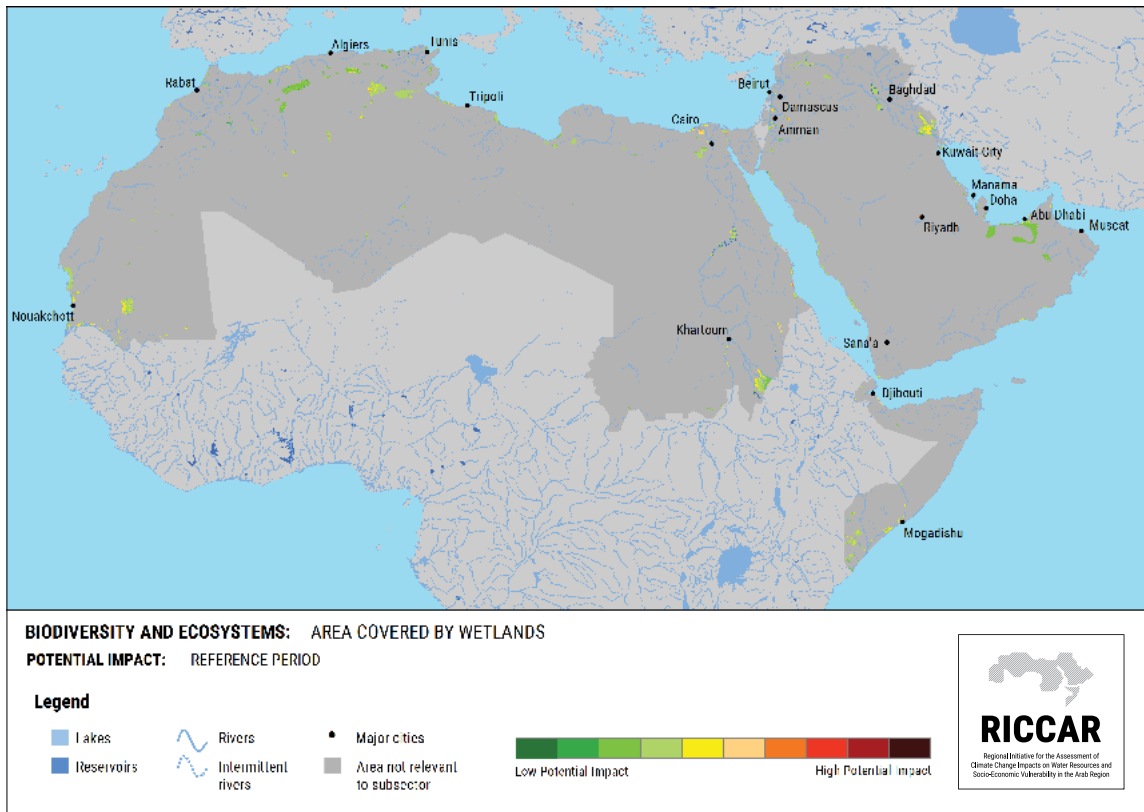 Algiers
Tunis
Rabat
Tripoli
Beirut
Baghdad
Damascus
Cairo
Amman
Kuwait City
Manama
Doha
Abu Dhabi
Riyadh
Muscat
Nouakchott
Khartoum
Sana'a
Djibouti
Mogadishu
BIODIVERSITY AND ECOSYSTEMS: AREA COVERED BY WETLANDS
POTENTIAL IMPACT: REFERENCE PERIOD
Legend
Lakes
Reservoirs
Rivers
Intermittent
rivers
Major cities
Area not relevant
to subsector
Low Potential Impact
High Potential Impact
RICCAR
Regional Initiative for the Assessment of
Climate Change Impacts on Water Resources and
Socio-Economic Vulnerability in the Arab Region